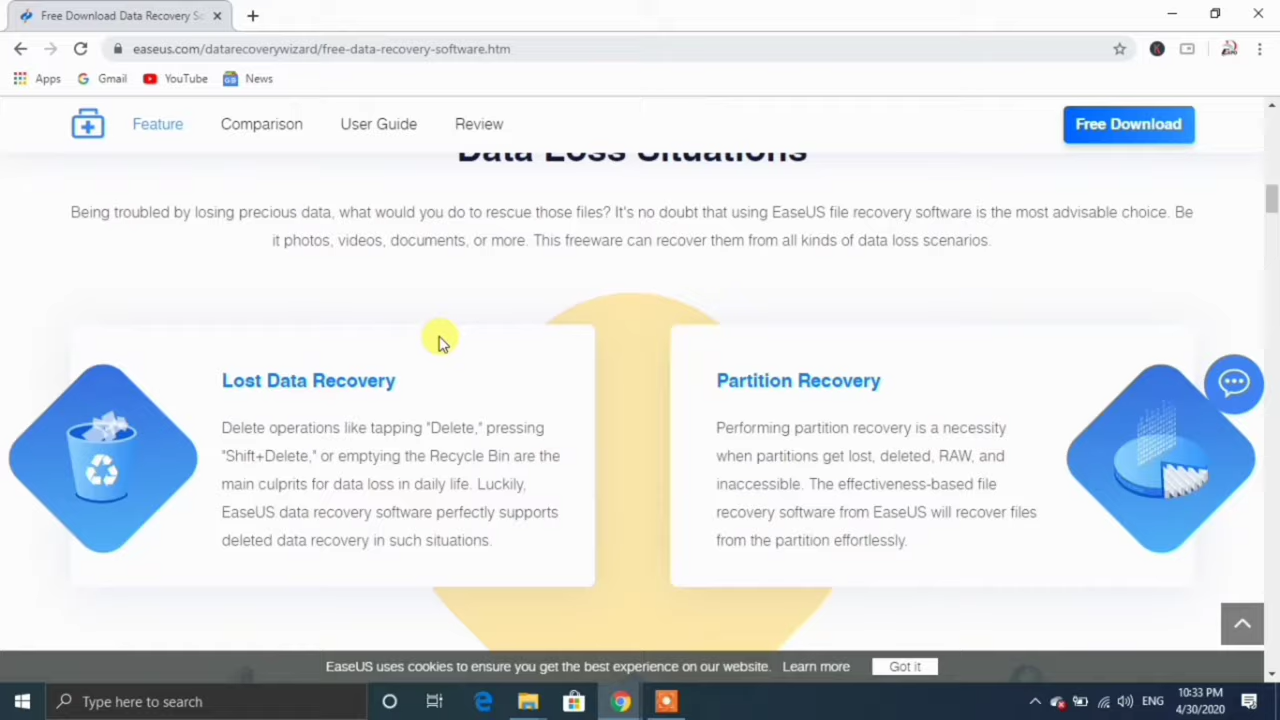 Free Download Data Recovery So
easeus.com/datarecoverywizard/free-data-recovery-software.htm
Apps Gmail YouTube News
Feature Comparison User Guide Review Free Download
Data Loss Situations
Being troubled by losing precious data, what would you do to rescue those files? It's no doubt that using EaseUS file recovery software is the most advisable choice. Be
it photos, videos, documents, or more. This freeware can recover them from all kinds of data loss scenarios.
Lost Data Recovery
Delete operations like tapping "Delete," pressing
"Shift+Delete," or emptying the Recycle Bin are the
main culprits for data loss in daily life. Luckily,
EaseUS data recovery software perfectly supports
deleted data recovery in such situations.
Partition Recovery
Performing partition recovery is a necessity
when partitions get lost, deleted, RAW, and
inaccessible. The effectiveness-based file
recovery software from EaseUS will recover files
from the partition effortlessly.
EaseUS uses cookies to ensure you get the best experience on our website. Learn more Got it
Type here to search
ENG
10:33 PM
4/30/2020